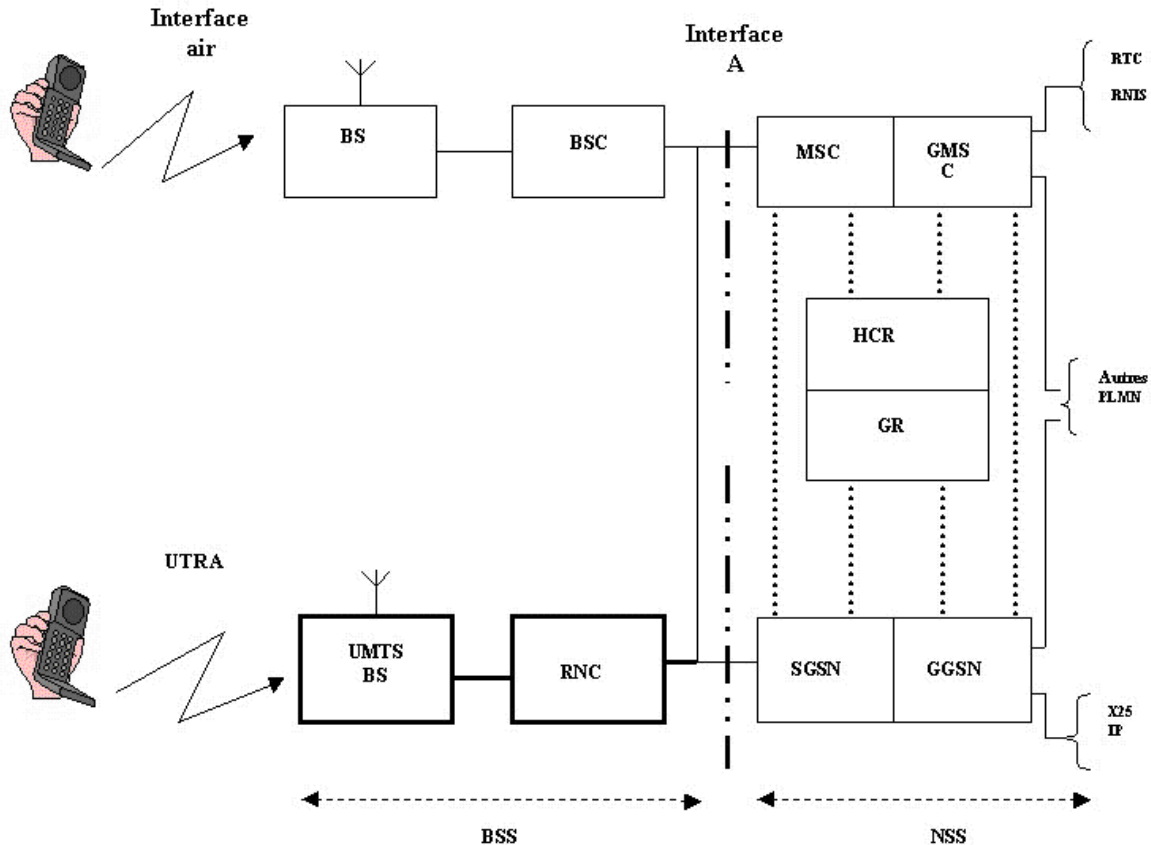 Interface
air
Interface
A
RTC
RNIS
BS
BSC
MSC
GMS
C
HCR
GR
Autres
PLMN
UTRA
UMTS
BS
RNC
SGSN
GGSN
X25
IP
BSS
NSS